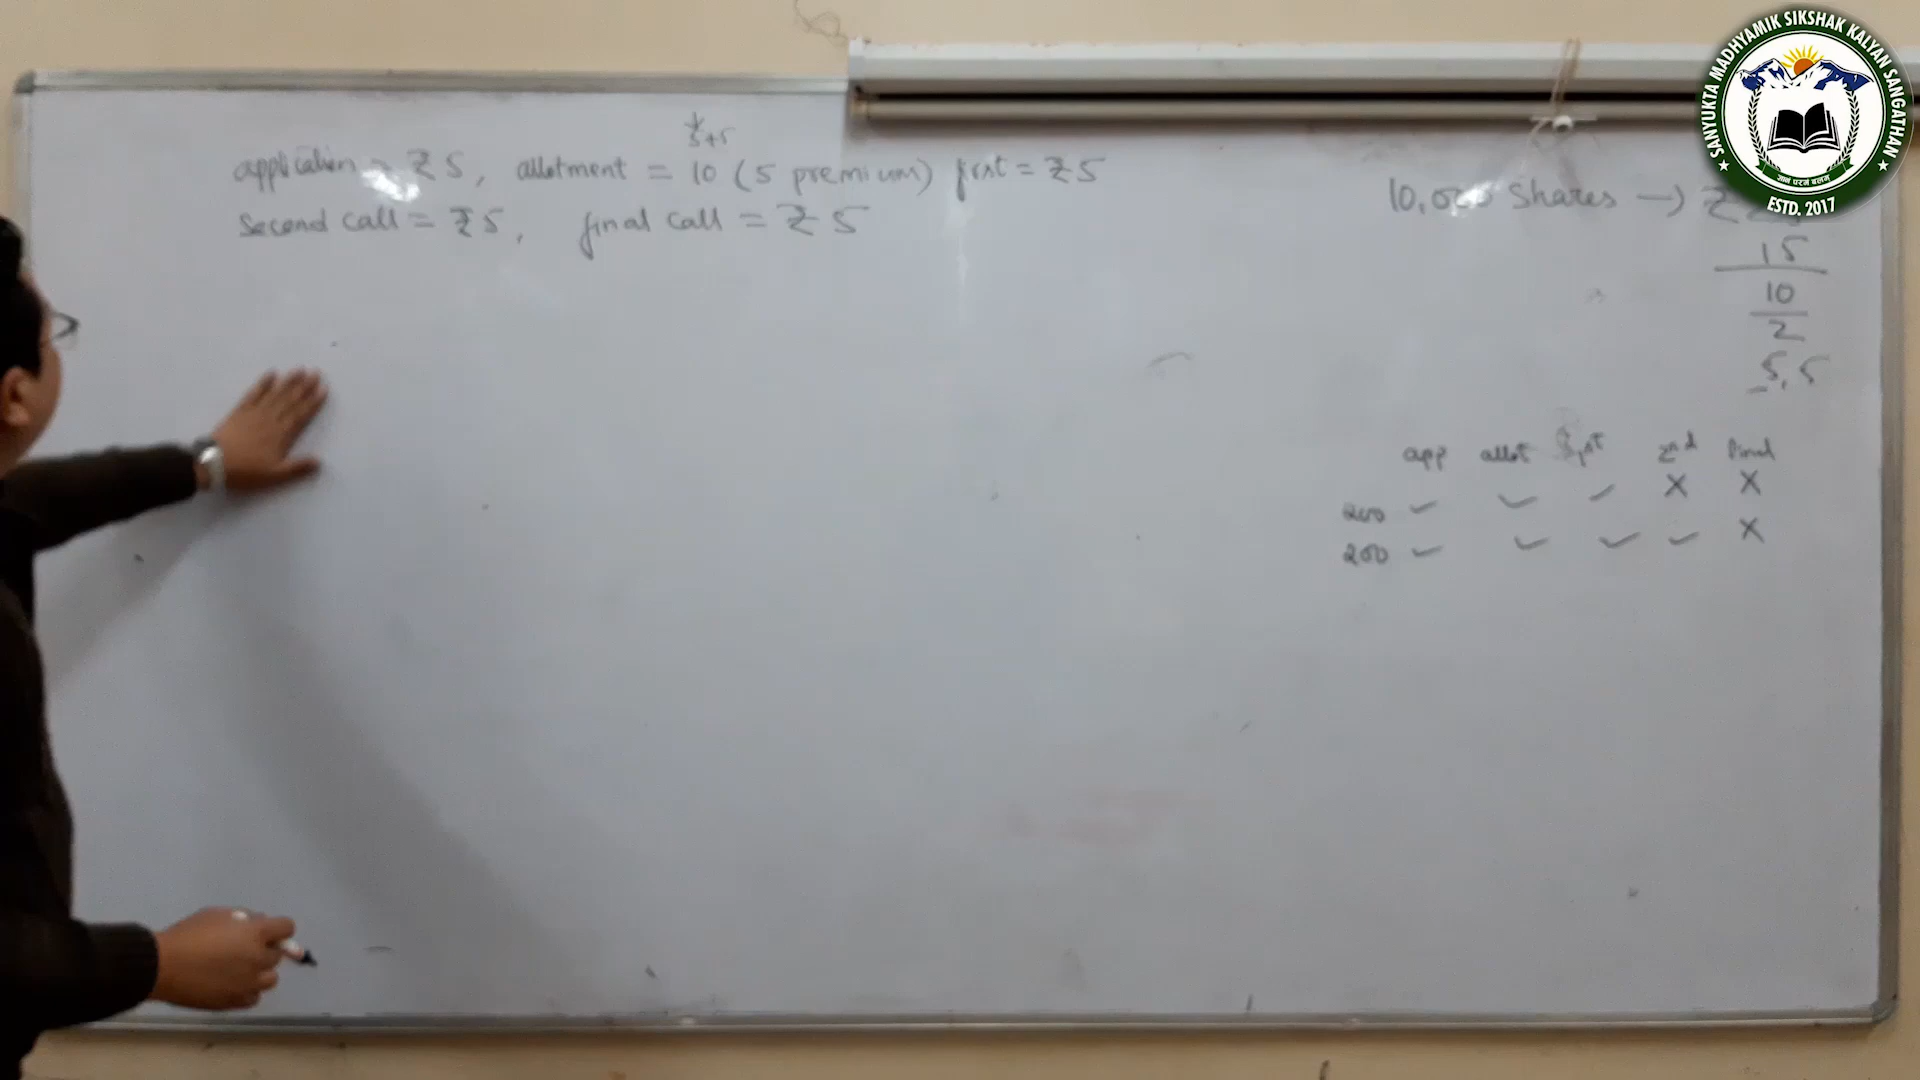 5+5
application = ₹5, allotment = 10 (5 premium) first = ₹5
Second call = ₹5, final call = ₹5
10,000 Shares → ₹
15
10
2
5, 5
app allot 2nd final
200 ✓ ✓ ✓ X X
200 ✓ ✓ ✓ ✓ X
SANYUKTA MADHYAMIK SIKSHAK KALYAN SANGATHAN
ESTD. 2017